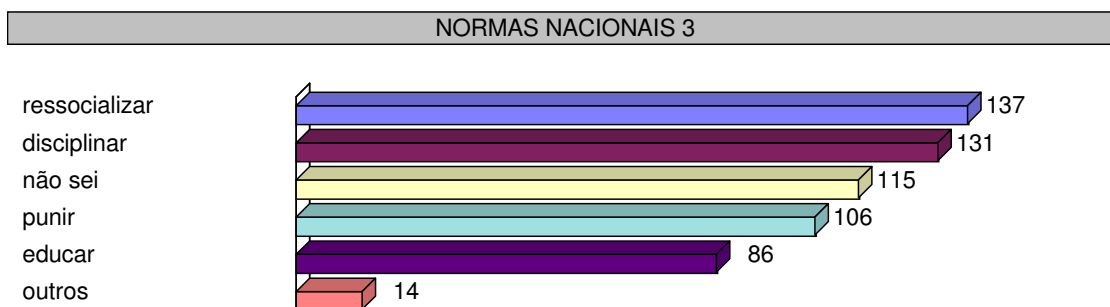 NORMAS NACIONAIS 3
ressocializar 137
disciplinar 131
não sei 115
punir 106
educar 86
outros 14